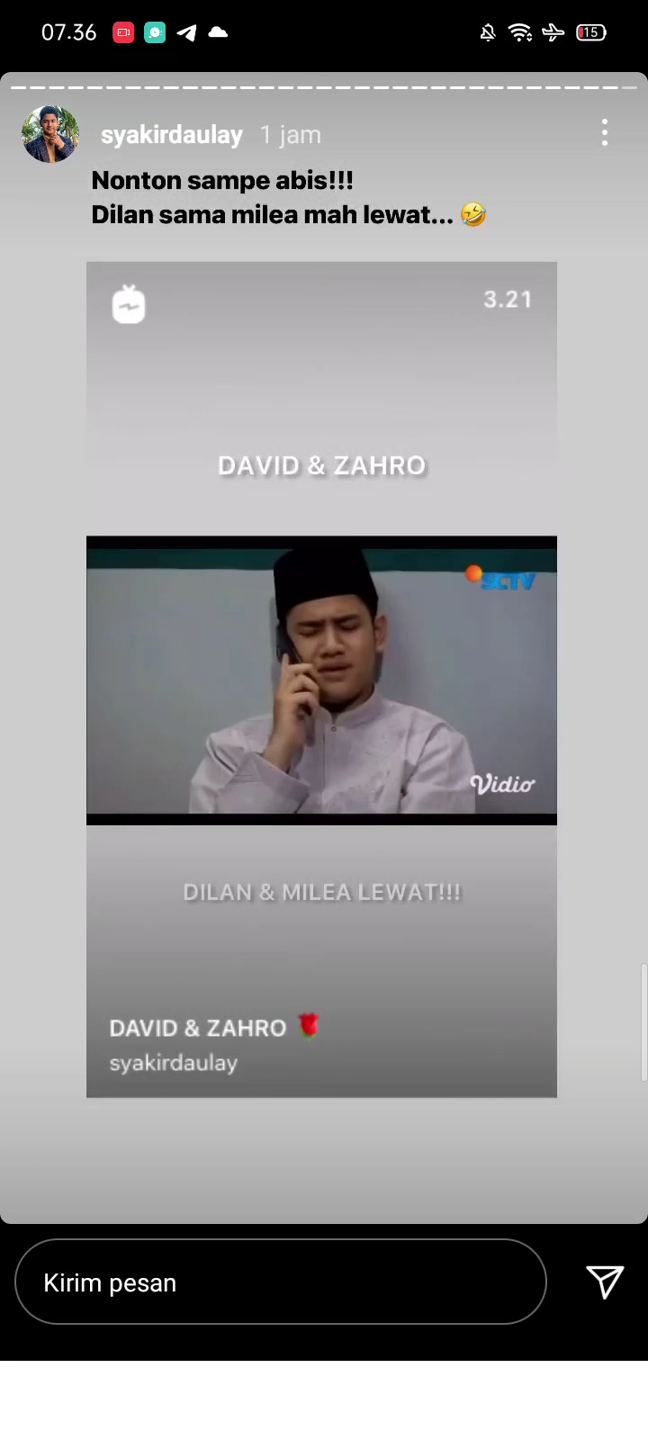 07.36
15
syakirdaulay 1 jam
Nonton sampe abis!!!
Dilan sama milea mah lewat... 🤣
3.21
DAVID & ZAHRO
SCTV
Vidio
DILAN & MILEA LEWAT!!!
DAVID & ZAHRO 🌹
syakirdaulay
Kirim pesan